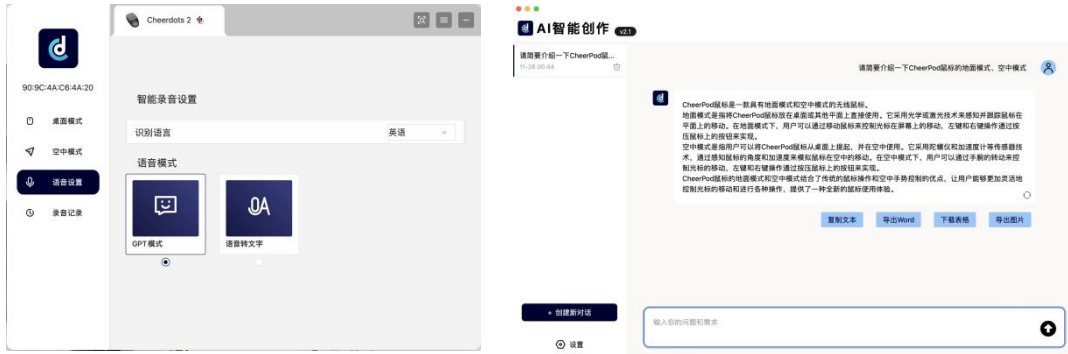 Cheerdots 2
90:9C:4A:C6:4A:20
桌面模式
空中模式
语音设置
录音记录
智能录音设置
识别语言
英语
语音模式
GPT模式
语音转文字
AI智能创作 v2.1
请简要介绍一下CheerPod鼠...
11-28 00:44
+ 创建新对话
设置
请简要介绍一下CheerPod鼠标的地面模式、空中模式
CheerPod鼠标是一款具有地面模式和空中模式的无线鼠标。
地面模式是指将CheerPod鼠标放在桌面或其他平面上直接使用。它采用光学或激光技术来感知并跟踪鼠标在
平面上的移动。在地面模式下，用户可以通过移动鼠标来控制光标在屏幕上的移动，左键和右键操作通过按
压鼠标上的按钮来实现。
空中模式是指用户可以将CheerPod鼠标从桌面上提起，并在空中使用。它采用陀螺仪和加速度计等传感器技
术，通过感知鼠标的角度和加速度来模拟鼠标在空中的移动。在空中模式下，用户可以通过手腕的转动来控
制光标的移动，左键和右键操作通过按压鼠标上的按钮来实现。
CheerPod鼠标的地面模式和空中模式结合了传统的鼠标操作和空中手势控制的优点，让用户能够更加灵活地
控制光标的移动和进行各种操作，提供了一种全新的鼠标使用体验。
复制文本
导出Word
下载表格
导出图片
输入你的问题和需求